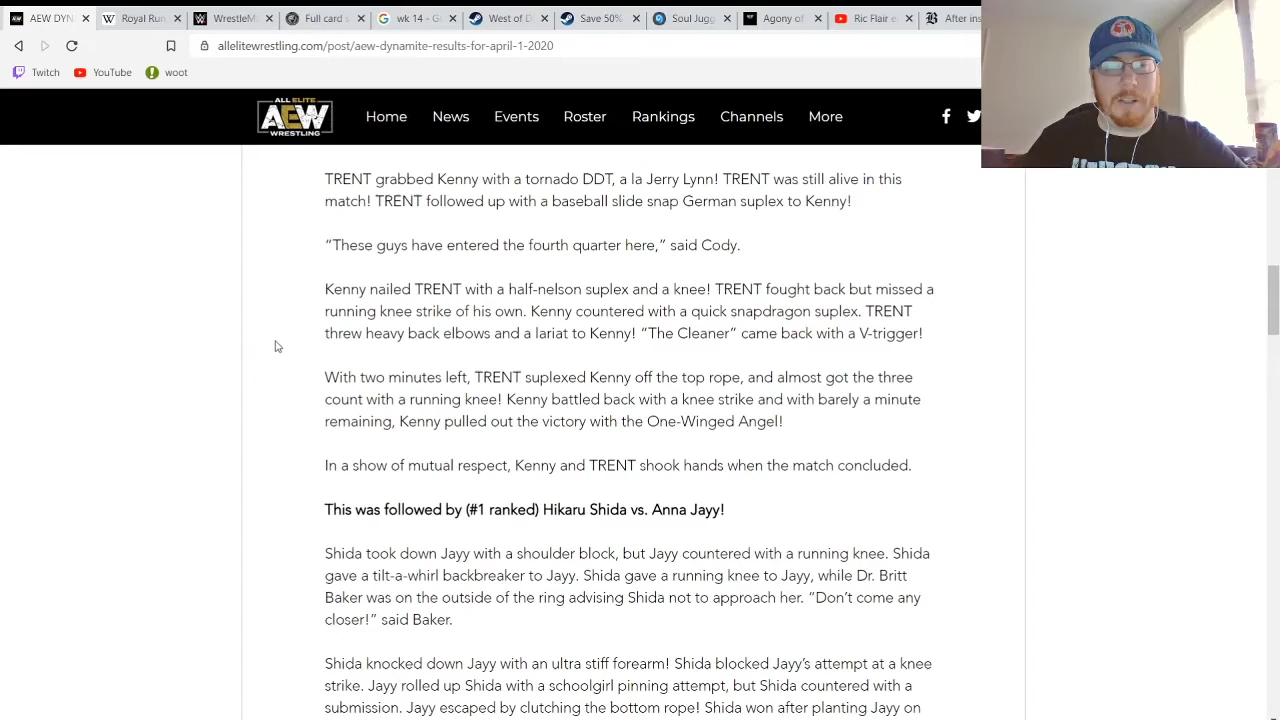 AEW DYN
Royal Run
WrestleM
Full card s
wk 14 - G
West of D
Save 50%
Soul Jugg
Agony of
Ric Flair e
After ins
allelitewrestling.com/post/aew-dynamite-results-for-april-1-2020
Twitch
YouTube
woot
ALL ELITE
AEW
WRESTLING
Home
News
Events
Roster
Rankings
Channels
More
TRENT grabbed Kenny with a tornado DDT, a la Jerry Lynn! TRENT was still alive in this
match! TRENT followed up with a baseball slide snap German suplex to Kenny!
“These guys have entered the fourth quarter here,” said Cody.
Kenny nailed TRENT with a half-nelson suplex and a knee! TRENT fought back but missed a
running knee strike of his own. Kenny countered with a quick snapdragon suplex. TRENT
threw heavy back elbows and a lariat to Kenny! “The Cleaner” came back with a V-trigger!
With two minutes left, TRENT suplexed Kenny off the top rope, and almost got the three
count with a running knee! Kenny battled back with a knee strike and with barely a minute
remaining, Kenny pulled out the victory with the One-Winged Angel!
In a show of mutual respect, Kenny and TRENT shook hands when the match concluded.
This was followed by (#1 ranked) Hikaru Shida vs. Anna Jayy!
Shida took down Jayy with a shoulder block, but Jayy countered with a running knee. Shida
gave a tilt-a-whirl backbreaker to Jayy. Shida gave a running knee to Jayy, while Dr. Britt
Baker was on the outside of the ring advising Shida not to approach her. “Don’t come any
closer!” said Baker.
Shida knocked down Jayy with an ultra stiff forearm! Shida blocked Jayy’s attempt at a knee
strike. Jayy rolled up Shida with a schoolgirl pinning attempt, but Shida countered with a
submission. Jayy escaped by clutching the bottom rope! Shida won after planting Jayy on